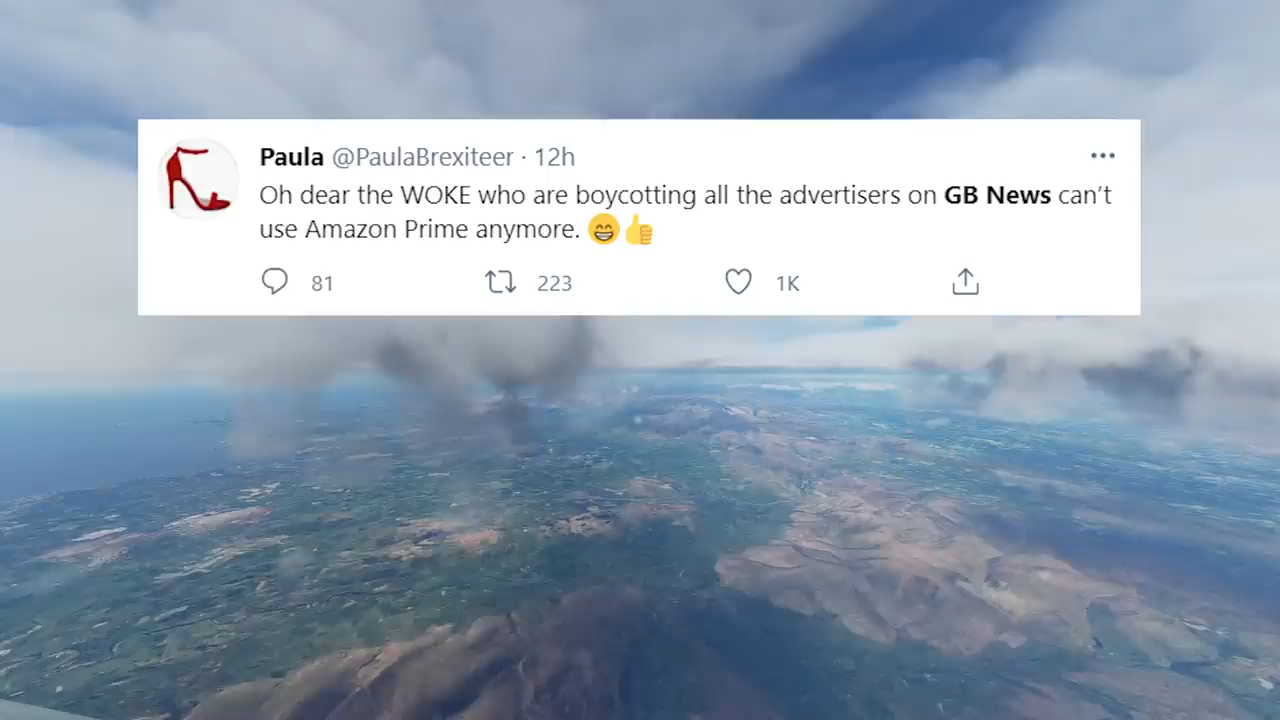 Paula @PaulaBrexiteer · 12h
Oh dear the WOKE who are boycotting all the advertisers on GB News can't
use Amazon Prime anymore. 😁👍
81 223 1K